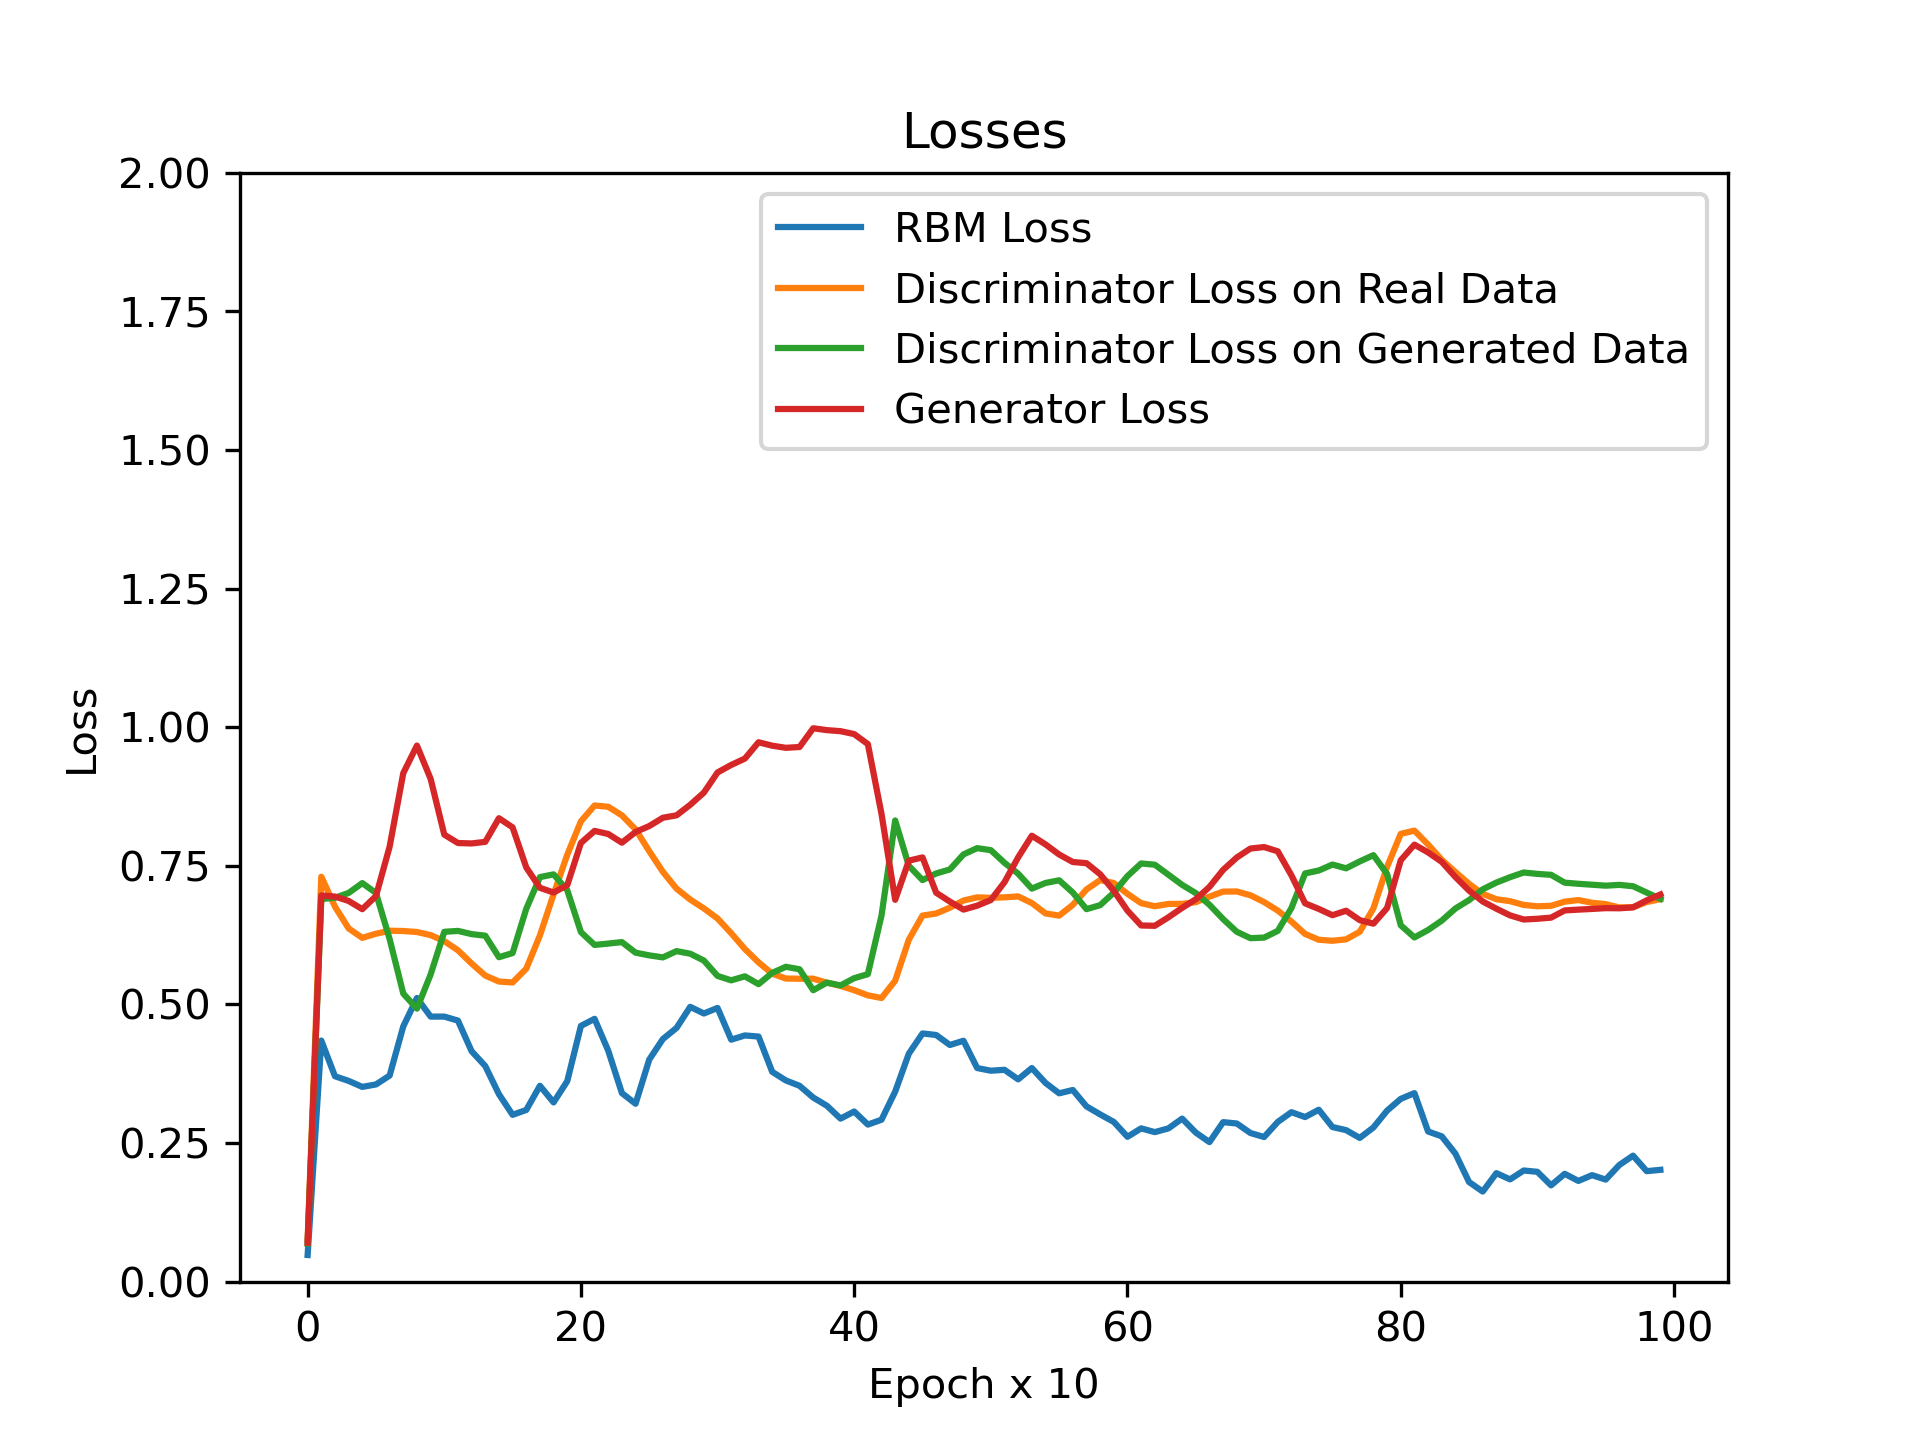 Losses
2.00
1.75
1.50
1.25
1.00
0.75
0.50
0.25
0.00
Loss
RBM Loss
Discriminator Loss on Real Data
Discriminator Loss on Generated Data
Generator Loss
0 20 40 60 80 100
Epoch x 10